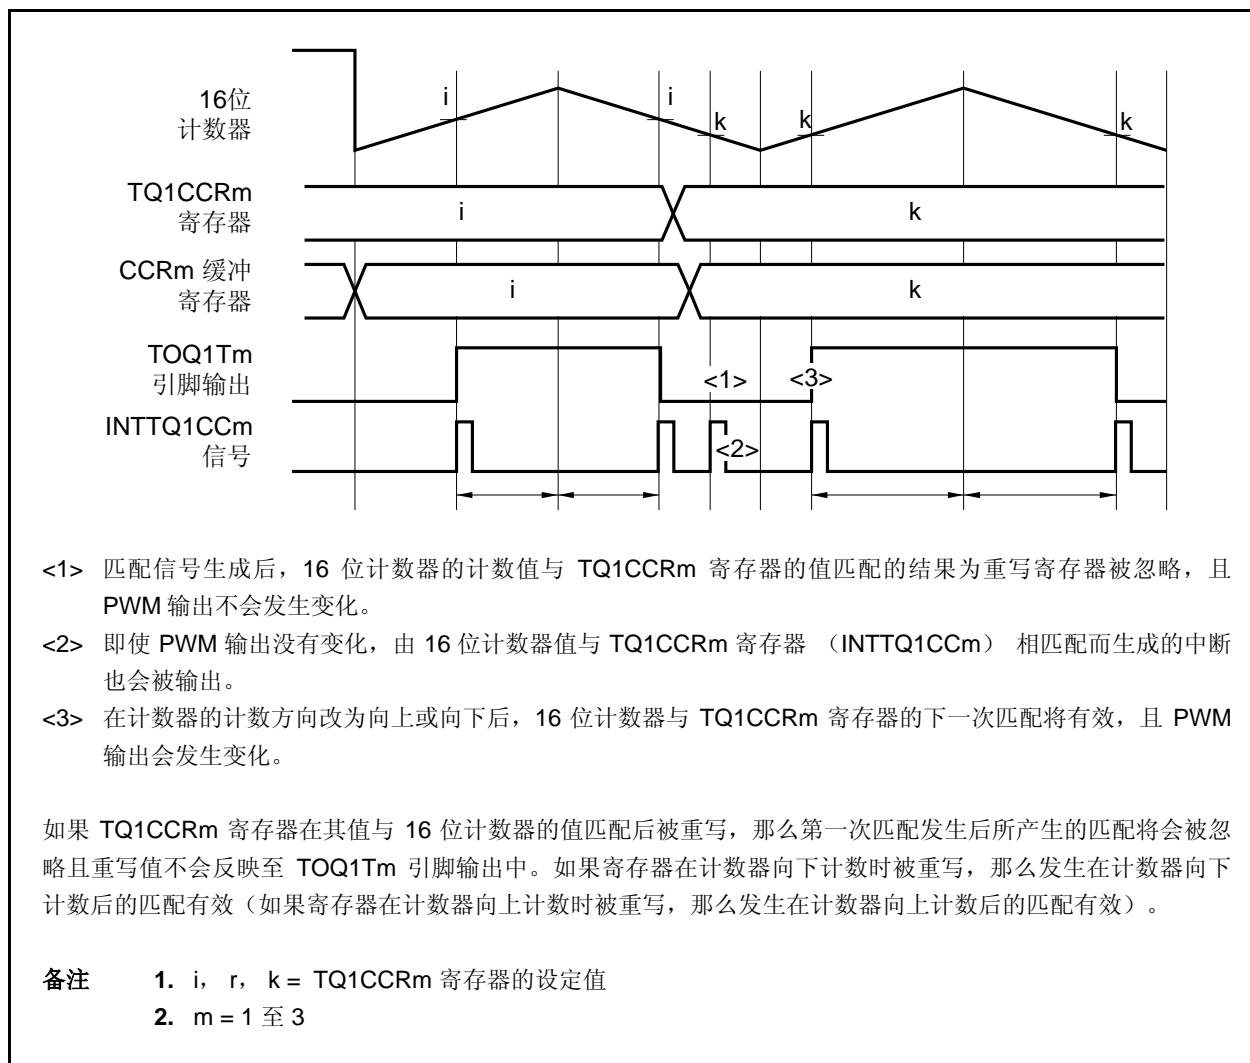 16位
计数器
i
i
k
k
k
TQ1CCRm
寄存器
i
k
CCRm 缓冲
寄存器
i
k
TOQ1Tm
引脚输出
<1>
<3>
INTTQ1CCm
信号
<2>
<1> 匹配信号生成后，16 位计数器的计数值与 TQ1CCRm 寄存器的值匹配的结果为重写寄存器被忽略，且
PWM 输出不会发生变化。
<2> 即使 PWM 输出没有变化，由 16 位计数器值与 TQ1CCRm 寄存器 （INTTQ1CCm） 相匹配而生成的中断
也会被输出。
<3> 在计数器的计数方向改为向上或向下后，16 位计数器与 TQ1CCRm 寄存器的下一次匹配将有效，且 PWM
输出会发生变化。
如果 TQ1CCRm 寄存器在其值与 16 位计数器的值匹配后被重写，那么第一次匹配发生后所产生的匹配将会被忽
略且重写值不会反映至 TOQ1Tm 引脚输出中。如果寄存器在计数器向下计数时被重写，那么发生在计数器向下
计数后的匹配有效（如果寄存器在计数器向上计数时被重写，那么发生在计数器向上计数后的匹配有效）。
备注 1. i， r， k = TQ1CCRm 寄存器的设定值
2. m = 1 至 3